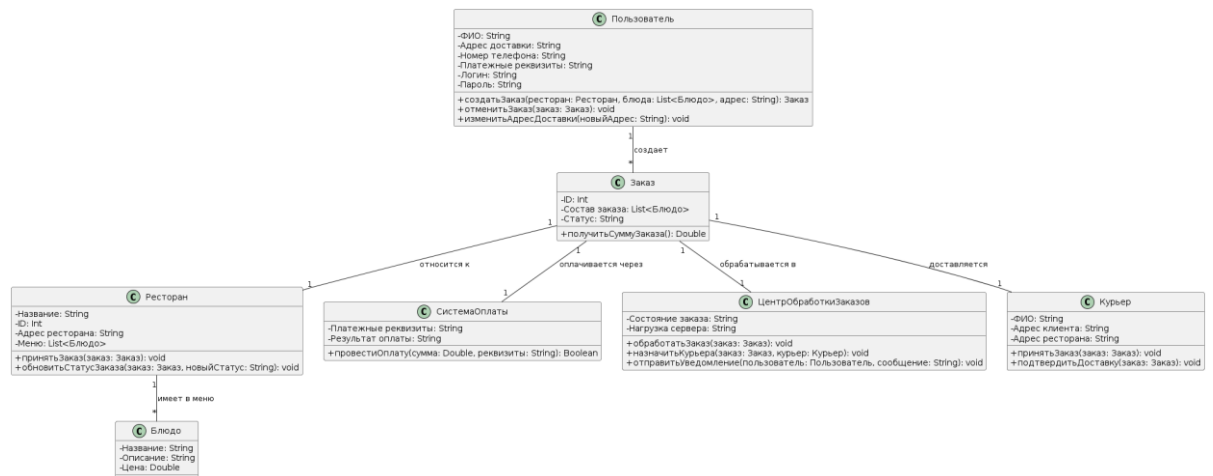 C Пользователь
-ФИО: String
-Адрес доставки: String
-Номер телефона: String
-Платежные реквизиты: String
-Логин: String
-Пароль: String
+создатьЗаказ(ресторан: Ресторан, блюда: List<Блюдо>, адрес: String): Заказ
+отменитьЗаказ(заказ: Заказ): void
+изменитьАдресДоставки(новыйАдрес: String): void
1
создает
*
C Заказ
-ID: Int
-Состав заказа: List<Блюдо>
-Статус: String
+получитьСуммуЗаказа(): Double
1
1
1
1
относится к
оплачивается через
обрабатывается в
доставляется
1
1
1
1
C Ресторан
-Название: String
-ID: Int
-Адрес ресторана: String
-Меню: List<Блюдо>
+принятьЗаказ(заказ: Заказ): void
+обновитьСтатусЗаказа(заказ: Заказ, новыйСтатус: String): void
C СистемаОплаты
-Платежные реквизиты: String
-Результат оплаты: String
+провестиОплату(сумма: Double, реквизиты: String): Boolean
C ЦентрОбработкиЗаказов
-Состояние заказа: String
-Нагрузка сервера: String
+обработатьЗаказ(заказ: Заказ): void
+назначитьКурьера(заказ: Заказ, курьер: Курьер): void
+отправитьУведомление(пользователь: Пользователь, сообщение: String): void
C Курьер
-ФИО: String
-Адрес клиента: String
-Адрес ресторана: String
+принятьЗаказ(заказ: Заказ): void
+подтвердитьДоставку(заказ: Заказ): void
1
имеет в меню
*
C Блюдо
-Название: String
-Описание: String
-Цена: Double